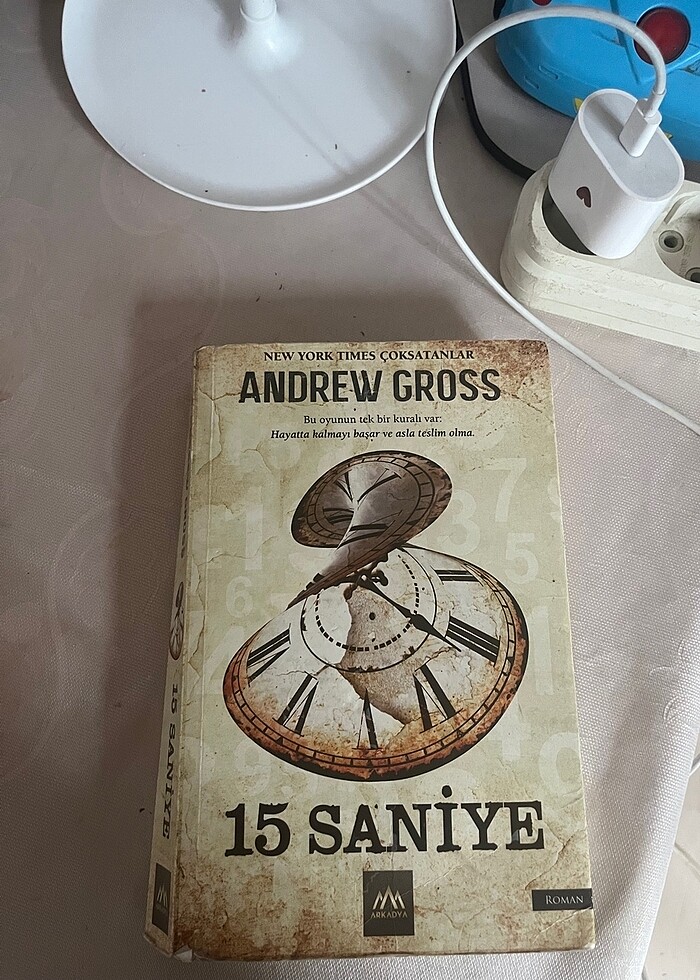 NEW YORK TIMES ÇOKSATANLAR
ANDREW GROSS
Bu oyunun tek bir kuralı var:
Hayatta kalmayı başar ve asla teslim olma.
15 SANİYE
ARKADYA
ROMAN
15 SANİYE